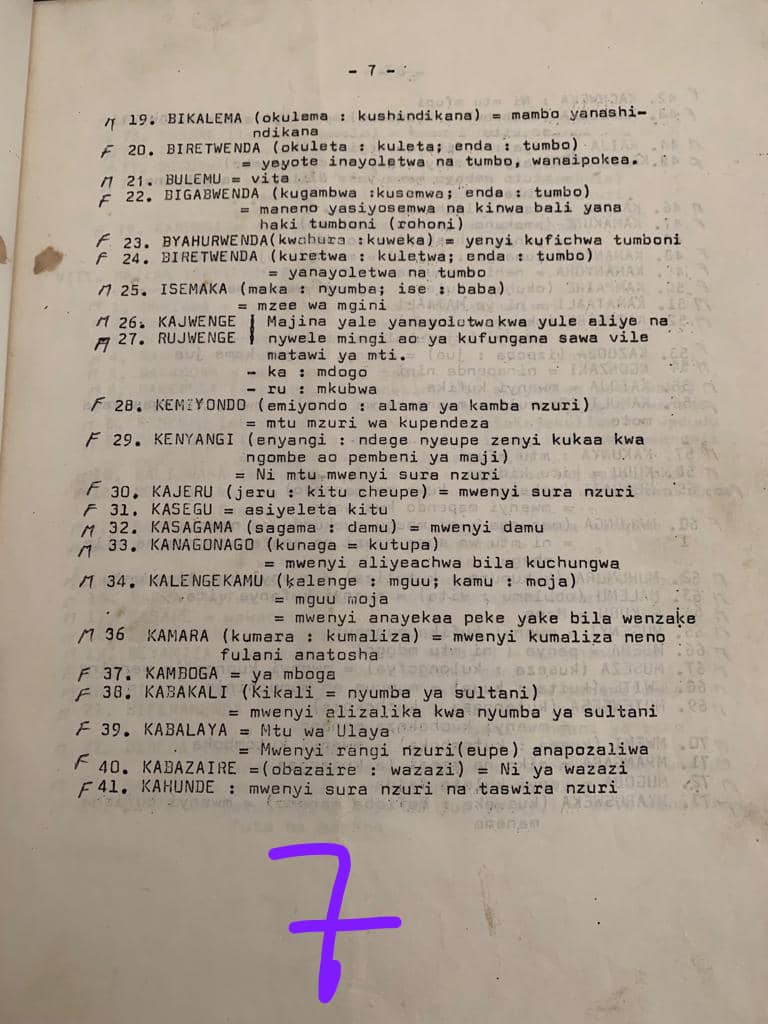 - 7 -
M 19. BIKALEMA (okulema : kushindikana) = mambo yanashi-
ndikana
F 20. BIRETWENDA (okuleta : kuleta; enda : tumbo)
= yeyote inayoletwa na tumbo, wanaipokea.
M 21. BULEMU = vita
F 22. BIGABWENDA (kugambwa :kusemwa; enda : tumbo)
= maneno yasiyosemwa na kinwa bali yana
haki tumboni (rohoni)
F 23. BYAHURWENDA(kwahura :kuweka) = yenyi kufichwa tumboni
F 24. BIRETWENDA (kuretwa : kuletwa; enda : tumbo)
= yanayoletwa na tumbo
M 25. ISEMAKA (maka : nyumba; ise : baba)
= mzee wa mgini
M 26. KAJWENGE | Majina yale yanayoletwakwa yule aliye na
M 27. RUJWENGE | nywele mingi ao ya kufungana sawa vile
matawi ya mti.
- ka : mdogo
- ru : mkubwa
F 28. KEMIYONDO (emiyondo : alama ya kamba nzuri)
= mtu mzuri wa kupendeza
F 29. KENYANGI (enyangi : ndege nyeupe zenyi kukaa kwa
ngombe ao pembeni ya maji)
= Ni mtu mwenyi sura nzuri
F 30. KAJERU (jeru : kitu cheupe) = mwenyi sura nzuri
F 31. KASEGU = asiyeleta kitu
M 32. KASAGAMA (sagama : damu) = mwenyi damu
M 33. KANAGONAGO (kunaga = kutupa)
= mwenyi aliyeachwa bila kuchungwa
M 34. KALENGEKAMU (kalenge : mguu; kamu : moja)
= mguu moja
= mwenyi anayekaa peke yake bila wenzake
M 36 KAMARA (kumara : kumaliza) = mwenyi kumaliza neno
fulani anatosha
F 37. KAMBOGA = ya mboga
F 38. KABAKALI (Kikali = nyumba ya sultani)
= mwenyi alizalika kwa nyumba ya sultani
F 39. KABALAYA = Mtu wa Ulaya
= Mwenyi rangi nzuri(eupe) anapozaliwa
F 40. KABAZAIRE =(obazaire : wazazi) = Ni ya wazazi
F 41. KAHUNDE : mwenyi sura nzuri na taswira nzuri
7